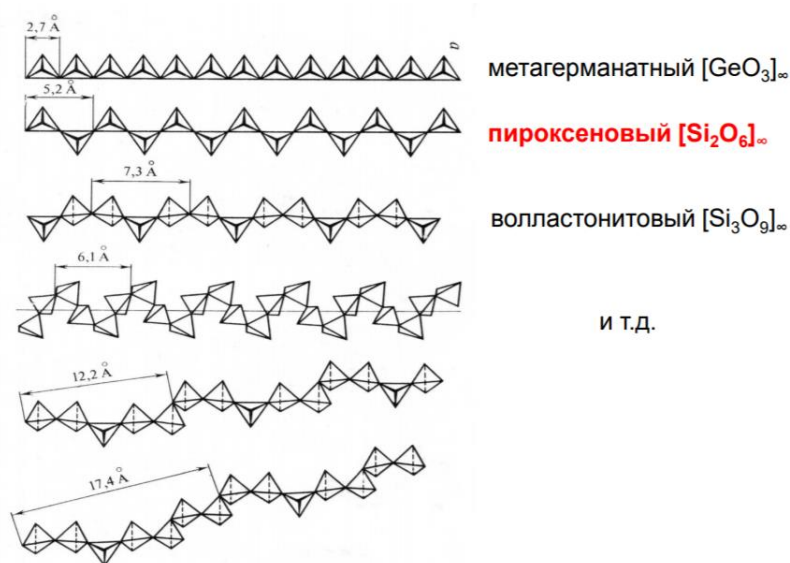 2,7 Å
a
метагерманатный [GeO₃]∞
5,2 Å
пироксеновый [Si₂O₆]∞
7,3 Å
волластонитовый [Si₃O₉]∞
6,1 Å
и т.д.
12,2 Å
17,4 Å